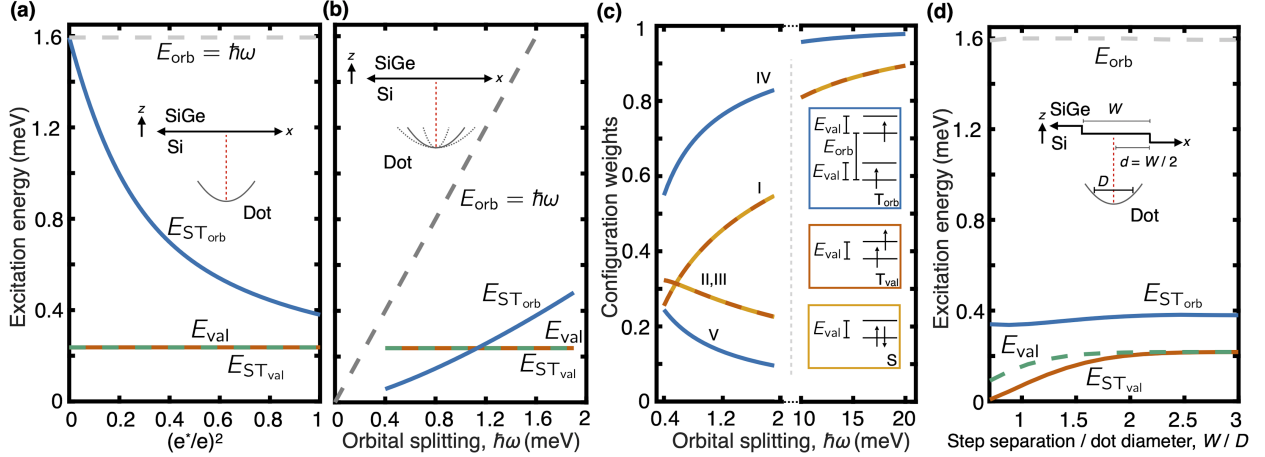 (a)
Excitation energy (meV)
1.6
1.2
0.8
0.4
0
E_orb = ħω
SiGe
Si
z
x
Dot
E_ST_orb
E_val
E_ST_val
0
0.2
0.4
0.6
0.8
1
(e*/e)²
(b)
SiGe
Si
z
x
Dot
E_orb = ħω
E_ST_orb
E_val
E_ST_val
0
0.4
0.8
1.2
1.6
2
Orbital splitting, ħω (meV)
(c)
Configuration weights
1
0.8
0.6
0.4
0.2
0
IV
I
II,III
V
E_val
E_orb
E_val
T_orb
E_val
T_val
E_val
S
0.4
1.2
2
10
15
20
Orbital splitting, ħω (meV)
(d)
Excitation energy (meV)
1.6
1.2
0.8
0.4
0
E_orb
SiGe
Si
z
W
x
d = W / 2
D
Dot
E_ST_orb
E_val
E_ST_val
1
1.5
2
2.5
3
Step separation / dot diameter, W / D